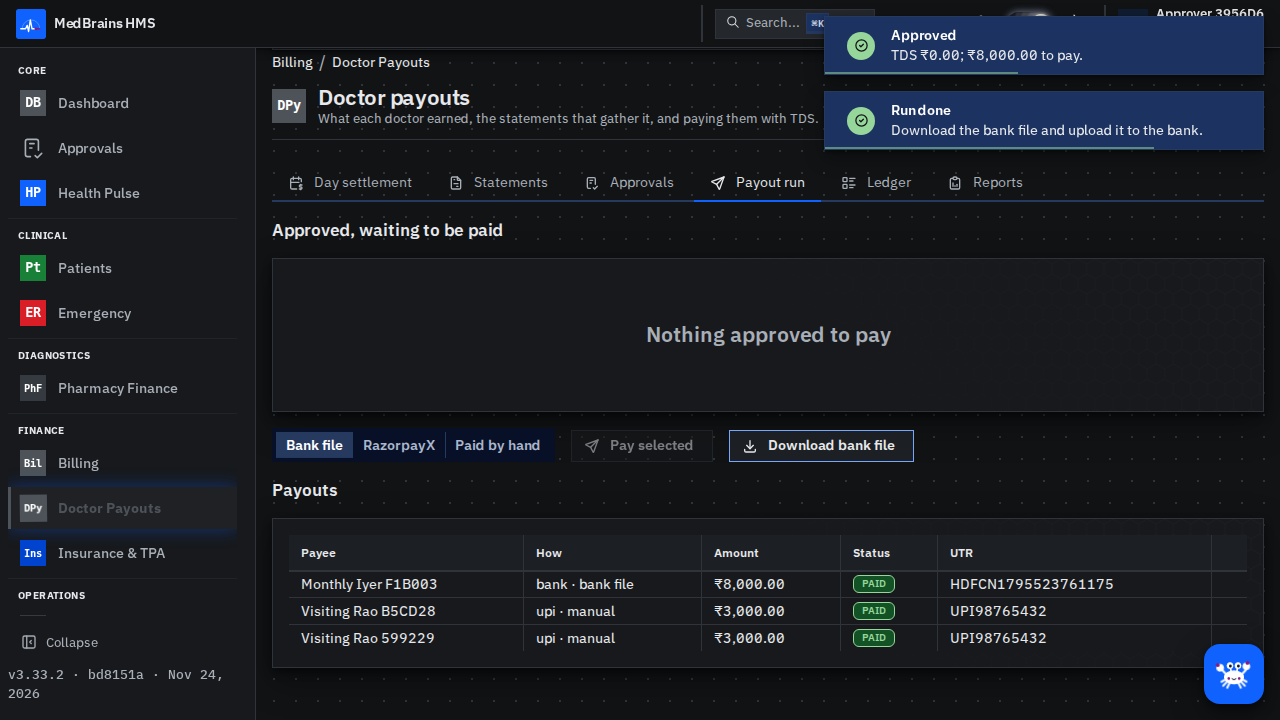 MedBrains HMS
Search...
⌘K
Approver 3956D6
Approved
TDS ₹0.00; ₹8,000.00 to pay.
Run done
Download the bank file and upload it to the bank.
CORE
DB Dashboard
Approvals
HP Health Pulse
CLINICAL
Pt Patients
ER Emergency
DIAGNOSTICS
PhF Pharmacy Finance
FINANCE
Bil Billing
DPy Doctor Payouts
Ins Insurance & TPA
OPERATIONS
Collapse
v3.33.2 · bd8151a · Nov 24,
2026
Billing / Doctor Payouts
DPy
Doctor payouts
What each doctor earned, the statements that gather it, and paying them with TDS.
Day settlement Statements Approvals Payout run Ledger Reports
Approved, waiting to be paid
Nothing approved to pay
Bank file RazorpayX Paid by hand Pay selected Download bank file
Payouts
Payee How Amount Status UTR
Monthly Iyer F1B003 bank · bank file ₹8,000.00 PAID HDFCN1795523761175
Visiting Rao B5CD28 upi · manual ₹3,000.00 PAID UPI98765432
Visiting Rao 599229 upi · manual ₹3,000.00 PAID UPI98765432